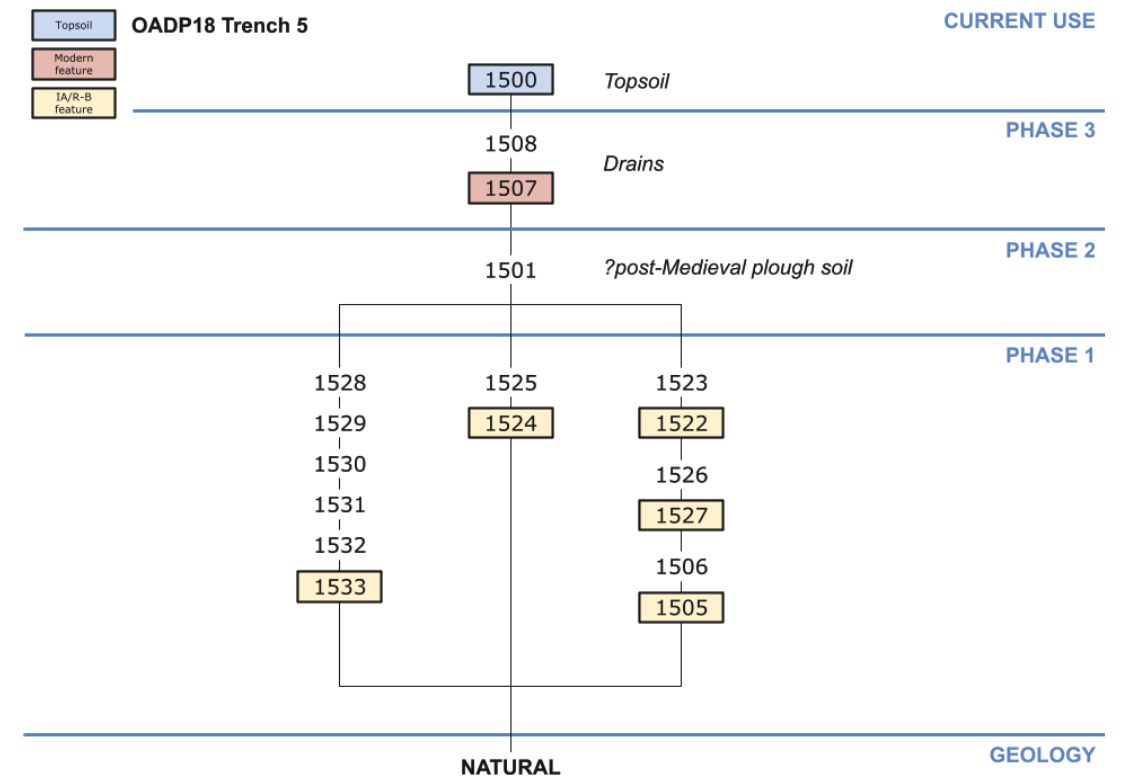 Topsoil
OADP18 Trench 5
CURRENT USE
Modern
feature
1500
Topsoil
IA/R-B
feature
PHASE 3
1508
Drains
1507
PHASE 2
1501
?post-Medieval plough soil
PHASE 1
1528
1525
1523
1529
1524
1522
1530
1526
1531
1527
1532
1506
1533
1505
GEOLOGY
NATURAL